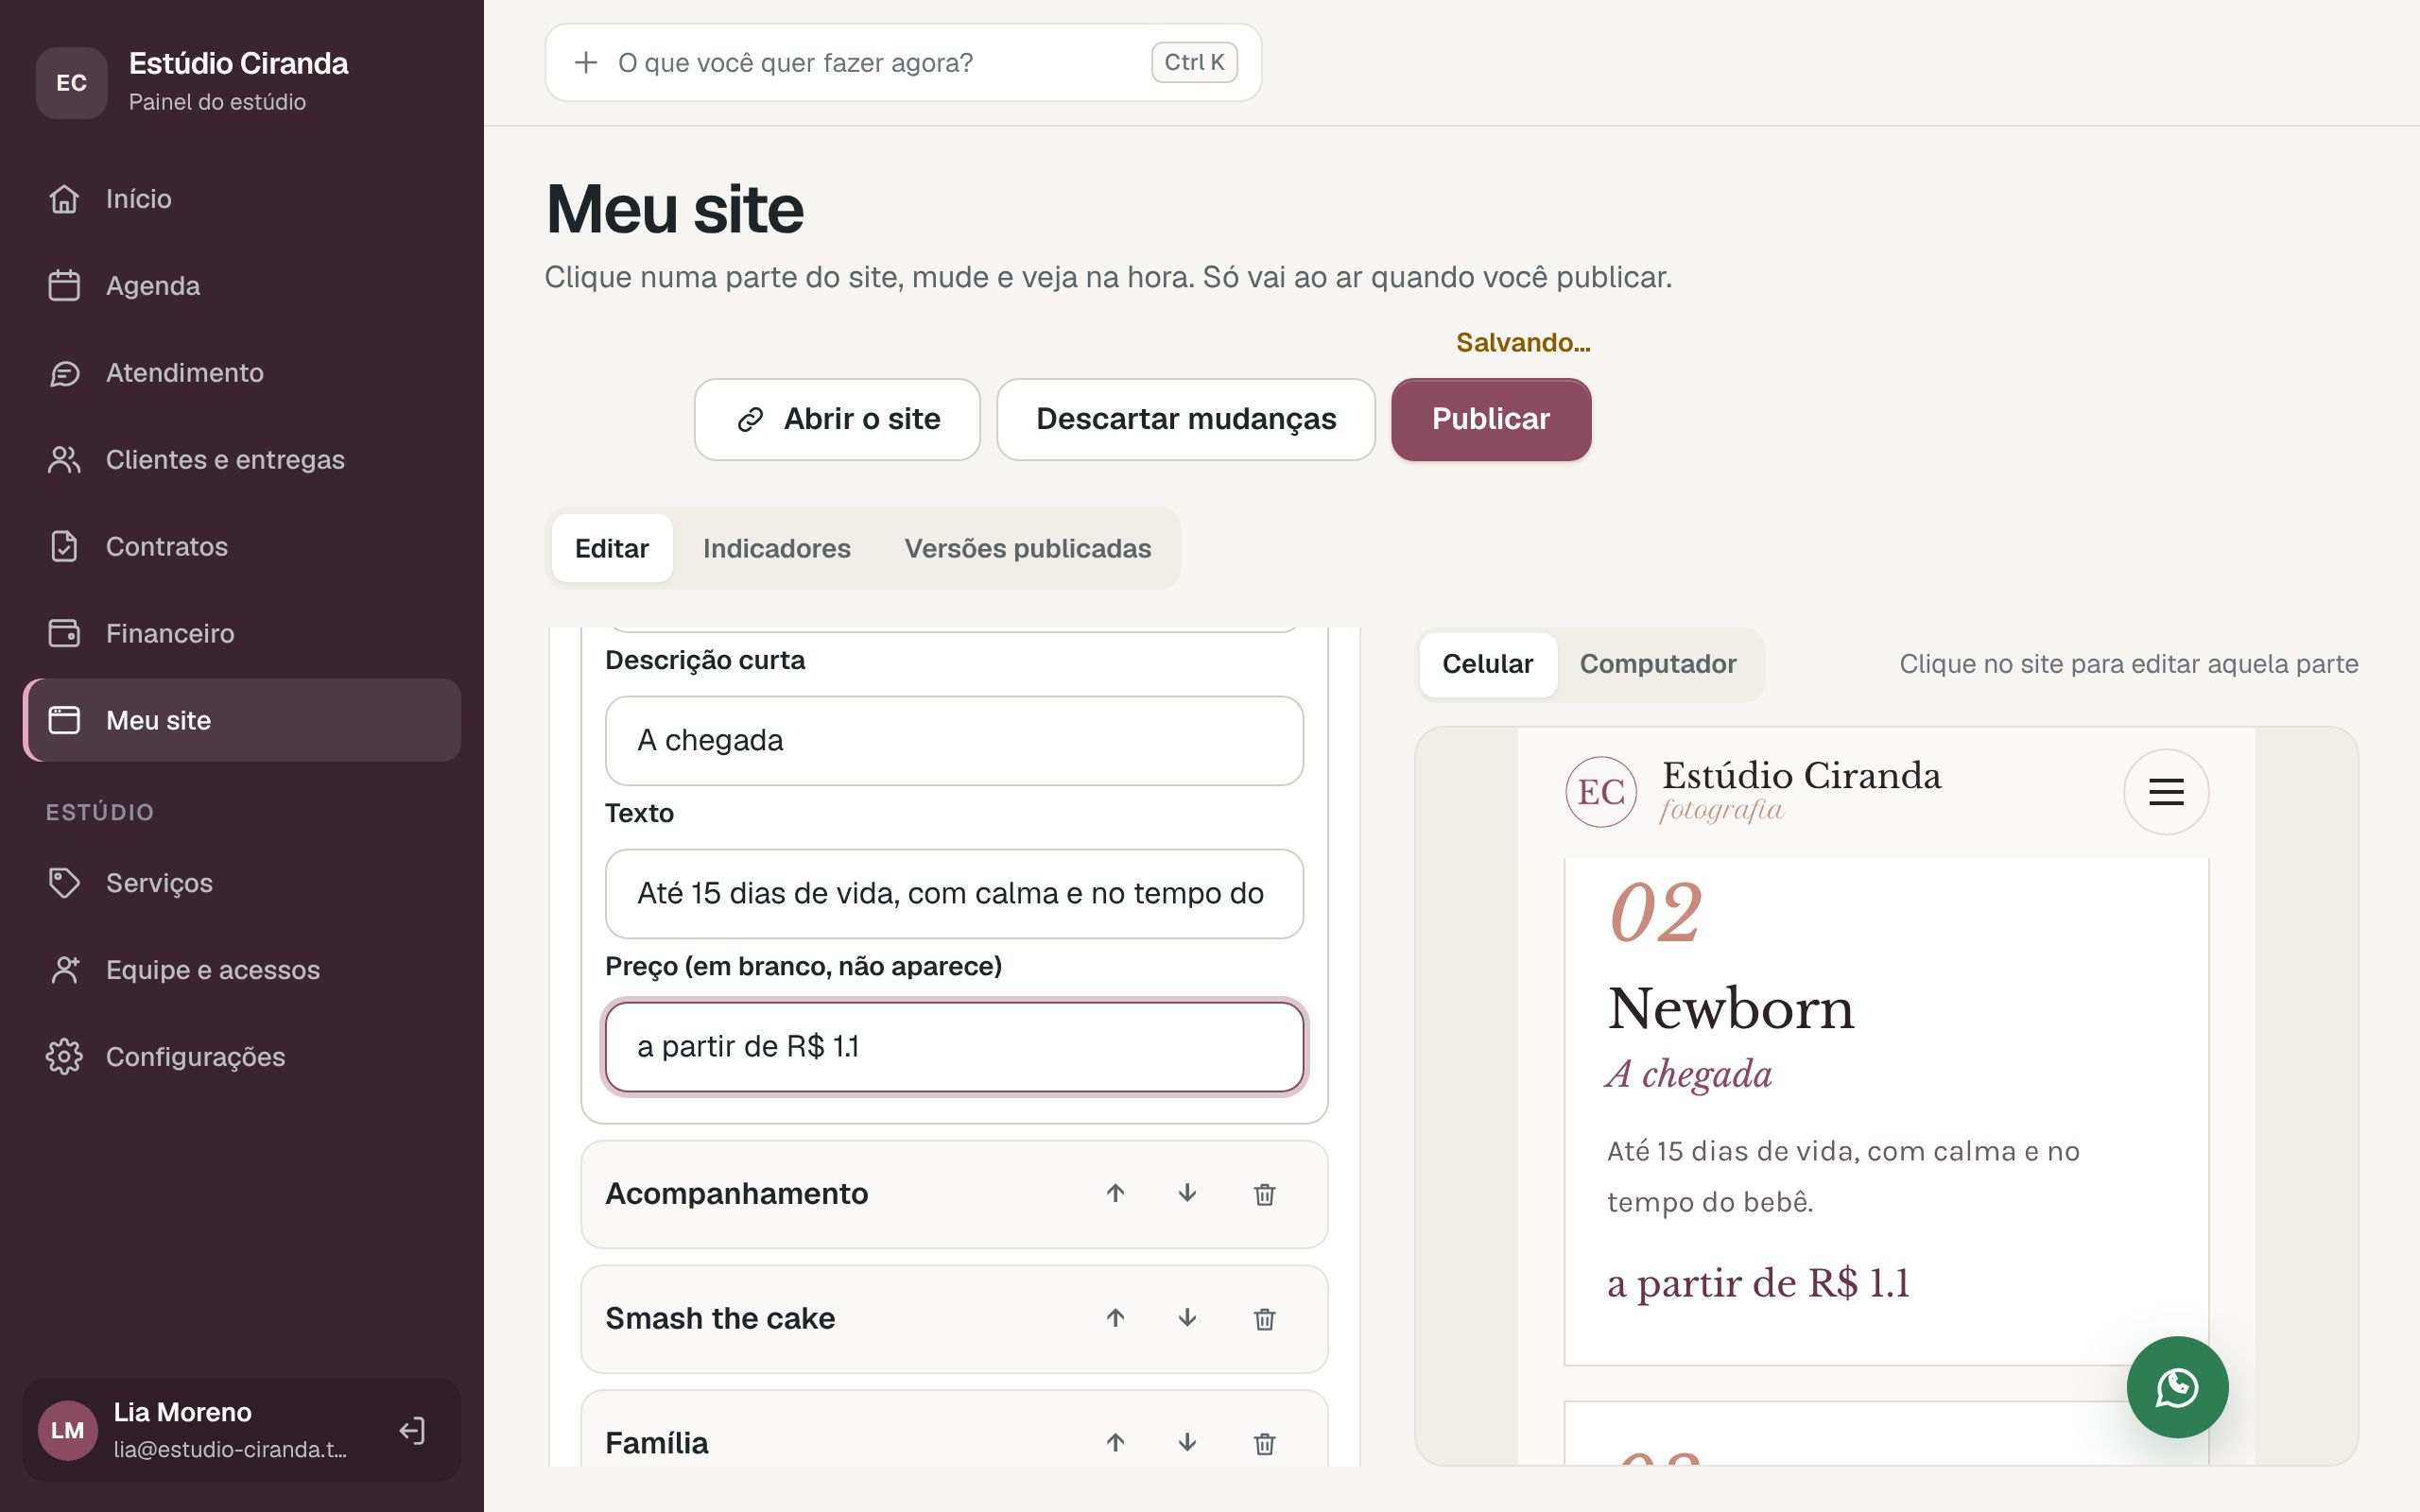 EC
Estúdio Ciranda
Painel do estúdio
Início
Agenda
Atendimento
Clientes e entregas
Contratos
Financeiro
Meu site
ESTÚDIO
Serviços
Equipe e acessos
Configurações
LM
Lia Moreno
lia@estudio-ciranda.t...
O que você quer fazer agora?
Ctrl K
Meu site
Clique numa parte do site, mude e veja na hora. Só vai ao ar quando você publicar.
Salvando...
Abrir o site
Descartar mudanças
Publicar
Editar
Indicadores
Versões publicadas
Descrição curta
A chegada
Texto
Até 15 dias de vida, com calma e no tempo do
Preço (em branco, não aparece)
a partir de R$ 1.1
Acompanhamento
Smash the cake
Família
Celular
Computador
Clique no site para editar aquela parte
EC
Estúdio Ciranda
fotografia
02
Newborn
A chegada
Até 15 dias de vida, com calma e no
tempo do bebê.
a partir de R$ 1.1